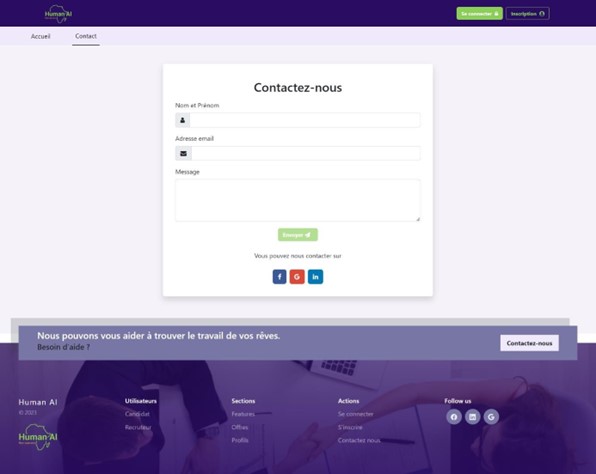 Human AI
Se connecter
Inscription
Accueil
Contact
Contactez-nous
Nom et Prénom
Adresse email
Message
Envoyer
Vous pouvez nous contacter sur
f
G
in
Nous pouvons vous aider à trouver le travail de vos rêves.
Besoin d'aide ?
Contactez-nous
Human AI
© 2021
Human AI
Utilisateurs
Candidat
Recruteur
Sections
Features
Offres
Profils
Actions
Se connecter
S'inscrire
Contactez nous
Follow us